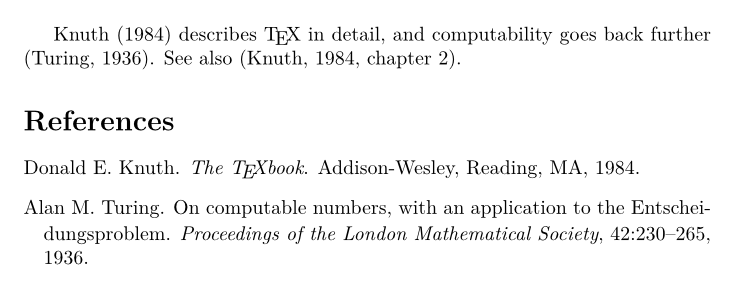 Knuth (1984) describes TEX in detail, and computability goes back further
(Turing, 1936). See also (Knuth, 1984, chapter 2).
References
Donald E. Knuth. The TEXbook. Addison-Wesley, Reading, MA, 1984.
Alan M. Turing. On computable numbers, with an application to the Entschei-
dungsproblem. Proceedings of the London Mathematical Society, 42:230–265,
1936.